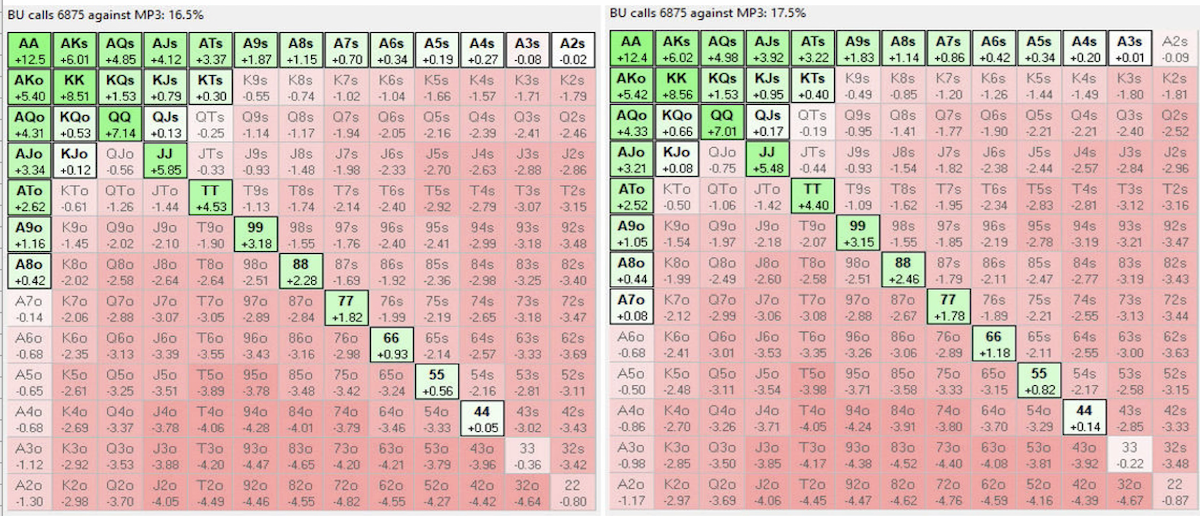 BU calls 6875 against MP3: 16.5%
AA AKs AQs AJs ATs A9s A8s A7s A6s A5s A4s A3s A2s
+12.5 +6.01 +4.85 +4.12 +3.37 +1.87 +1.15 +0.70 +0.34 +0.19 +0.27 -0.08 -0.02
AKo KK KQs KJs KTs K9s K8s K7s K6s K5s K4s K3s K2s
+5.40 +8.51 +1.53 +0.79 +0.30 -0.55 -0.74 -1.02 -1.04 -1.66 -1.57 -1.71 -1.79
AQo KQo QQ QJs QTs Q9s Q8s Q7s Q6s Q5s Q4s Q3s Q2s
+4.31 +0.53 +7.14 +0.13 -0.25 -1.14 -1.17 -1.94 -2.05 -2.16 -2.39 -2.41 -2.46
AJo KJo QJo JJ JTs J9s J8s J7s J6s J5s J4s J3s J2s
+3.34 +0.12 -0.56 +5.85 -0.33 -0.93 -1.48 -1.98 -2.33 -2.70 -2.63 -2.88 -2.86
ATo KTo QTo JTo TT T9s T8s T7s T6s T5s T4s T3s T2s
+2.62 -0.61 -1.26 -1.44 +4.53 -1.13 -1.74 -2.14 -2.40 -2.92 -2.79 -3.07 -3.15
A9o K9o Q9o J9o T9o 99 98s 97s 96s 95s 94s 93s 92s
+1.16 -1.45 -2.02 -2.10 -1.90 +3.18 -1.55 -1.76 -2.40 -2.41 -2.99 -3.18 -3.48
A8o K8o Q8o J8o T8o 98o 88 87s 86s 85s 84s 83s 82s
+0.42 -2.02 -2.58 -2.64 -2.64 -2.51 +2.28 -1.69 -1.92 -2.36 -2.98 -3.25 -3.40
A7o K7o Q7o J7o T7o 97o 87o 77 76s 75s 74s 73s 72s
-0.14 -2.06 -2.88 -3.07 -3.05 -2.89 -2.84 +1.82 -1.99 -2.19 -2.65 -3.18 -3.47
A6o K6o Q6o J6o T6o 96o 86o 76o 66 65s 64s 63s 62s
-0.68 -2.35 -3.13 -3.39 -3.55 -3.43 -3.16 -2.98 +0.93 -2.14 -2.57 -3.33 -3.69
A5o K5o Q5o J5o T5o 95o 85o 75o 65o 55 54s 53s 52s
-0.65 -2.61 -3.25 -3.51 -3.89 -3.78 -3.48 -3.42 -3.24 +0.56 -2.16 -2.81 -3.11
A4o K4o Q4o J4o T4o 94o 84o 74o 64o 54o 44 43s 42s
-0.68 -2.69 -3.37 -3.78 -4.06 -4.28 -4.01 -3.79 -3.46 -3.33 +0.05 -3.02 -3.43
A3o K3o Q3o J3o T3o 93o 83o 73o 63o 53o 43o 33 32s
-1.12 -2.92 -3.53 -3.88 -4.20 -4.47 -4.65 -4.20 -4.21 -3.79 -3.96 -0.36 -3.42
A2o K2o Q2o J2o T2o 92o 82o 72o 62o 52o 42o 32o 22
-1.30 -2.98 -3.70 -4.05 -4.49 -4.46 -4.55 -4.82 -4.55 -4.27 -4.42 -4.64 -0.80
BU calls 6875 against MP3: 17.5%
AA AKs AQs AJs ATs A9s A8s A7s A6s A5s A4s A3s A2s
+12.4 +6.02 +4.98 +3.92 +3.22 +1.83 +1.14 +0.86 +0.42 +0.34 +0.20 +0.01 -0.09
AKo KK KQs KJs KTs K9s K8s K7s K6s K5s K4s K3s K2s
+5.42 +8.56 +1.53 +0.95 +0.40 -0.49 -0.85 -1.20 -1.26 -1.44 -1.49 -1.80 -1.81
AQo KQo QQ QJs QTs Q9s Q8s Q7s Q6s Q5s Q4s Q3s Q2s
+4.33 +0.66 +7.01 +0.17 -0.19 -0.95 -1.41 -1.77 -1.90 -2.21 -2.21 -2.40 -2.52
AJo KJo QJo JJ JTs J9s J8s J7s J6s J5s J4s J3s J2s
+3.21 +0.08 -0.75 +5.48 -0.44 -0.93 -1.54 -1.82 -2.38 -2.44 -2.57 -2.84 -2.96
ATo KTo QTo JTo TT T9s T8s T7s T6s T5s T4s T3s T2s
+2.52 -0.50 -1.06 -1.42 +4.40 -1.09 -1.62 -1.95 -2.34 -2.83 -2.81 -3.12 -3.16
A9o K9o Q9o J9o T9o 99 98s 97s 96s 95s 94s 93s 92s
+1.05 -1.54 -1.97 -2.18 -2.07 +3.15 -1.55 -1.85 -2.19 -2.78 -3.19 -3.21 -3.47
A8o K8o Q8o J8o T8o 98o 88 87s 86s 85s 84s 83s 82s
+0.44 -1.99 -2.49 -2.60 -2.58 -2.51 +2.46 -1.79 -2.11 -2.47 -2.77 -3.19 -3.43
A7o K7o Q7o J7o T7o 97o 87o 77 76s 75s 74s 73s 72s
+0.08 -2.12 -2.99 -3.06 -3.08 -2.88 -2.67 +1.78 -1.89 -2.21 -2.55 -3.13 -3.44
A6o K6o Q6o J6o T6o 96o 86o 76o 66 65s 64s 63s 62s
-0.68 -2.41 -3.01 -3.53 -3.35 -3.26 -3.06 -2.89 +1.18 -2.11 -2.55 -3.00 -3.63
A5o K5o Q5o J5o T5o 95o 85o 75o 65o 55 54s 53s 52s
-0.50 -2.48 -3.11 -3.54 -3.98 -3.71 -3.58 -3.33 -3.15 +0.82 -2.17 -2.58 -3.15
A4o K4o Q4o J4o T4o 94o 84o 74o 64o 54o 44 43s 42s
-0.86 -2.70 -3.26 -3.71 -4.05 -4.24 -3.91 -3.80 -3.70 -3.29 +0.14 -2.85 -3.33
A3o K3o Q3o J3o T3o 93o 83o 73o 63o 53o 43o 33 32s
-0.98 -2.85 -3.50 -3.85 -4.17 -4.38 -4.52 -4.40 -4.08 -3.81 -3.92 -0.22 -3.48
A2o K2o Q2o J2o T2o 92o 82o 72o 62o 52o 42o 32o 22
-1.17 -2.97 -3.69 -4.06 -4.45 -4.47 -4.62 -4.76 -4.59 -4.16 -4.39 -4.67 -0.87